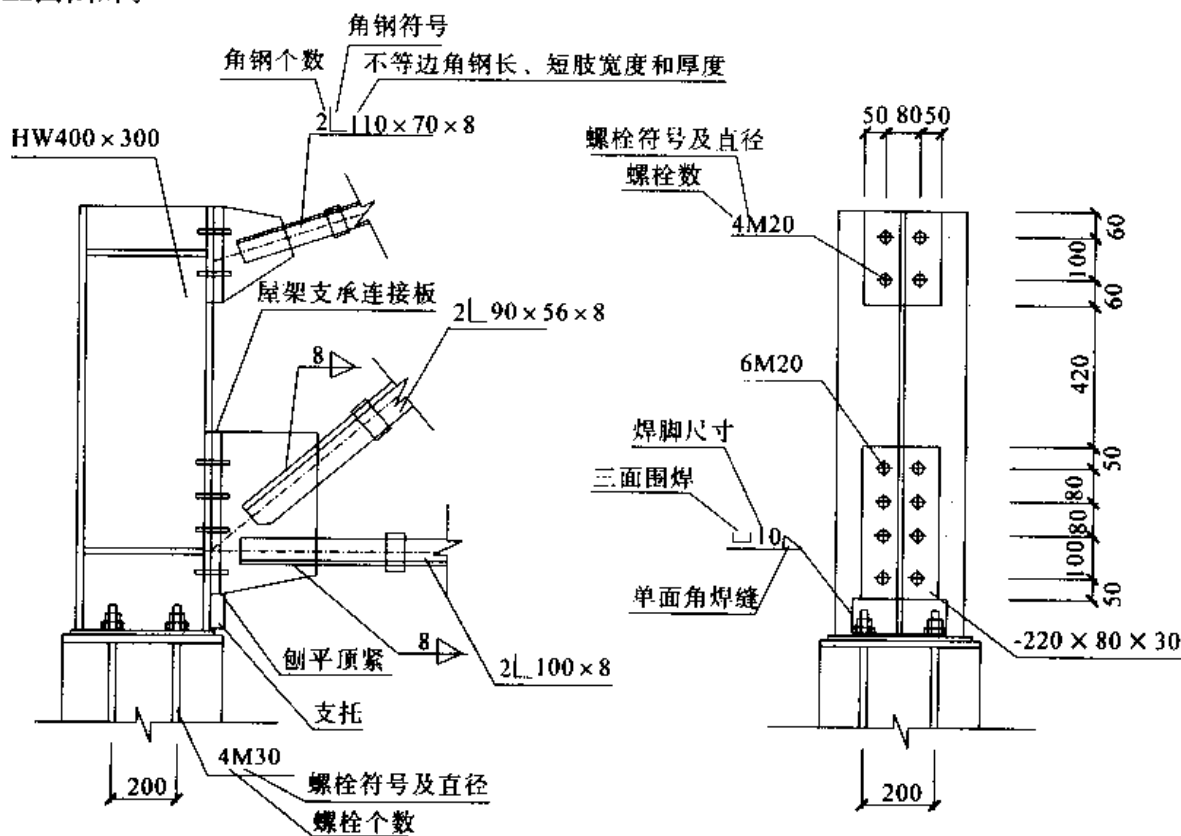 角钢符号
角钢个数
不等边角钢长、短肢宽度和厚度
2∟110×70×8
HW400×300
屋架支承连接板
2∟90×56×8
8
8
刨平顶紧
2∟100×8
支托
4M30
200
螺栓符号及直径
螺栓个数
50 80 50
螺栓符号及直径
螺栓数
4M20
60
100
60
420
6M20
50
80
80
100
50
焊脚尺寸
三面围焊
10
单面角焊缝
-220×80×30
200